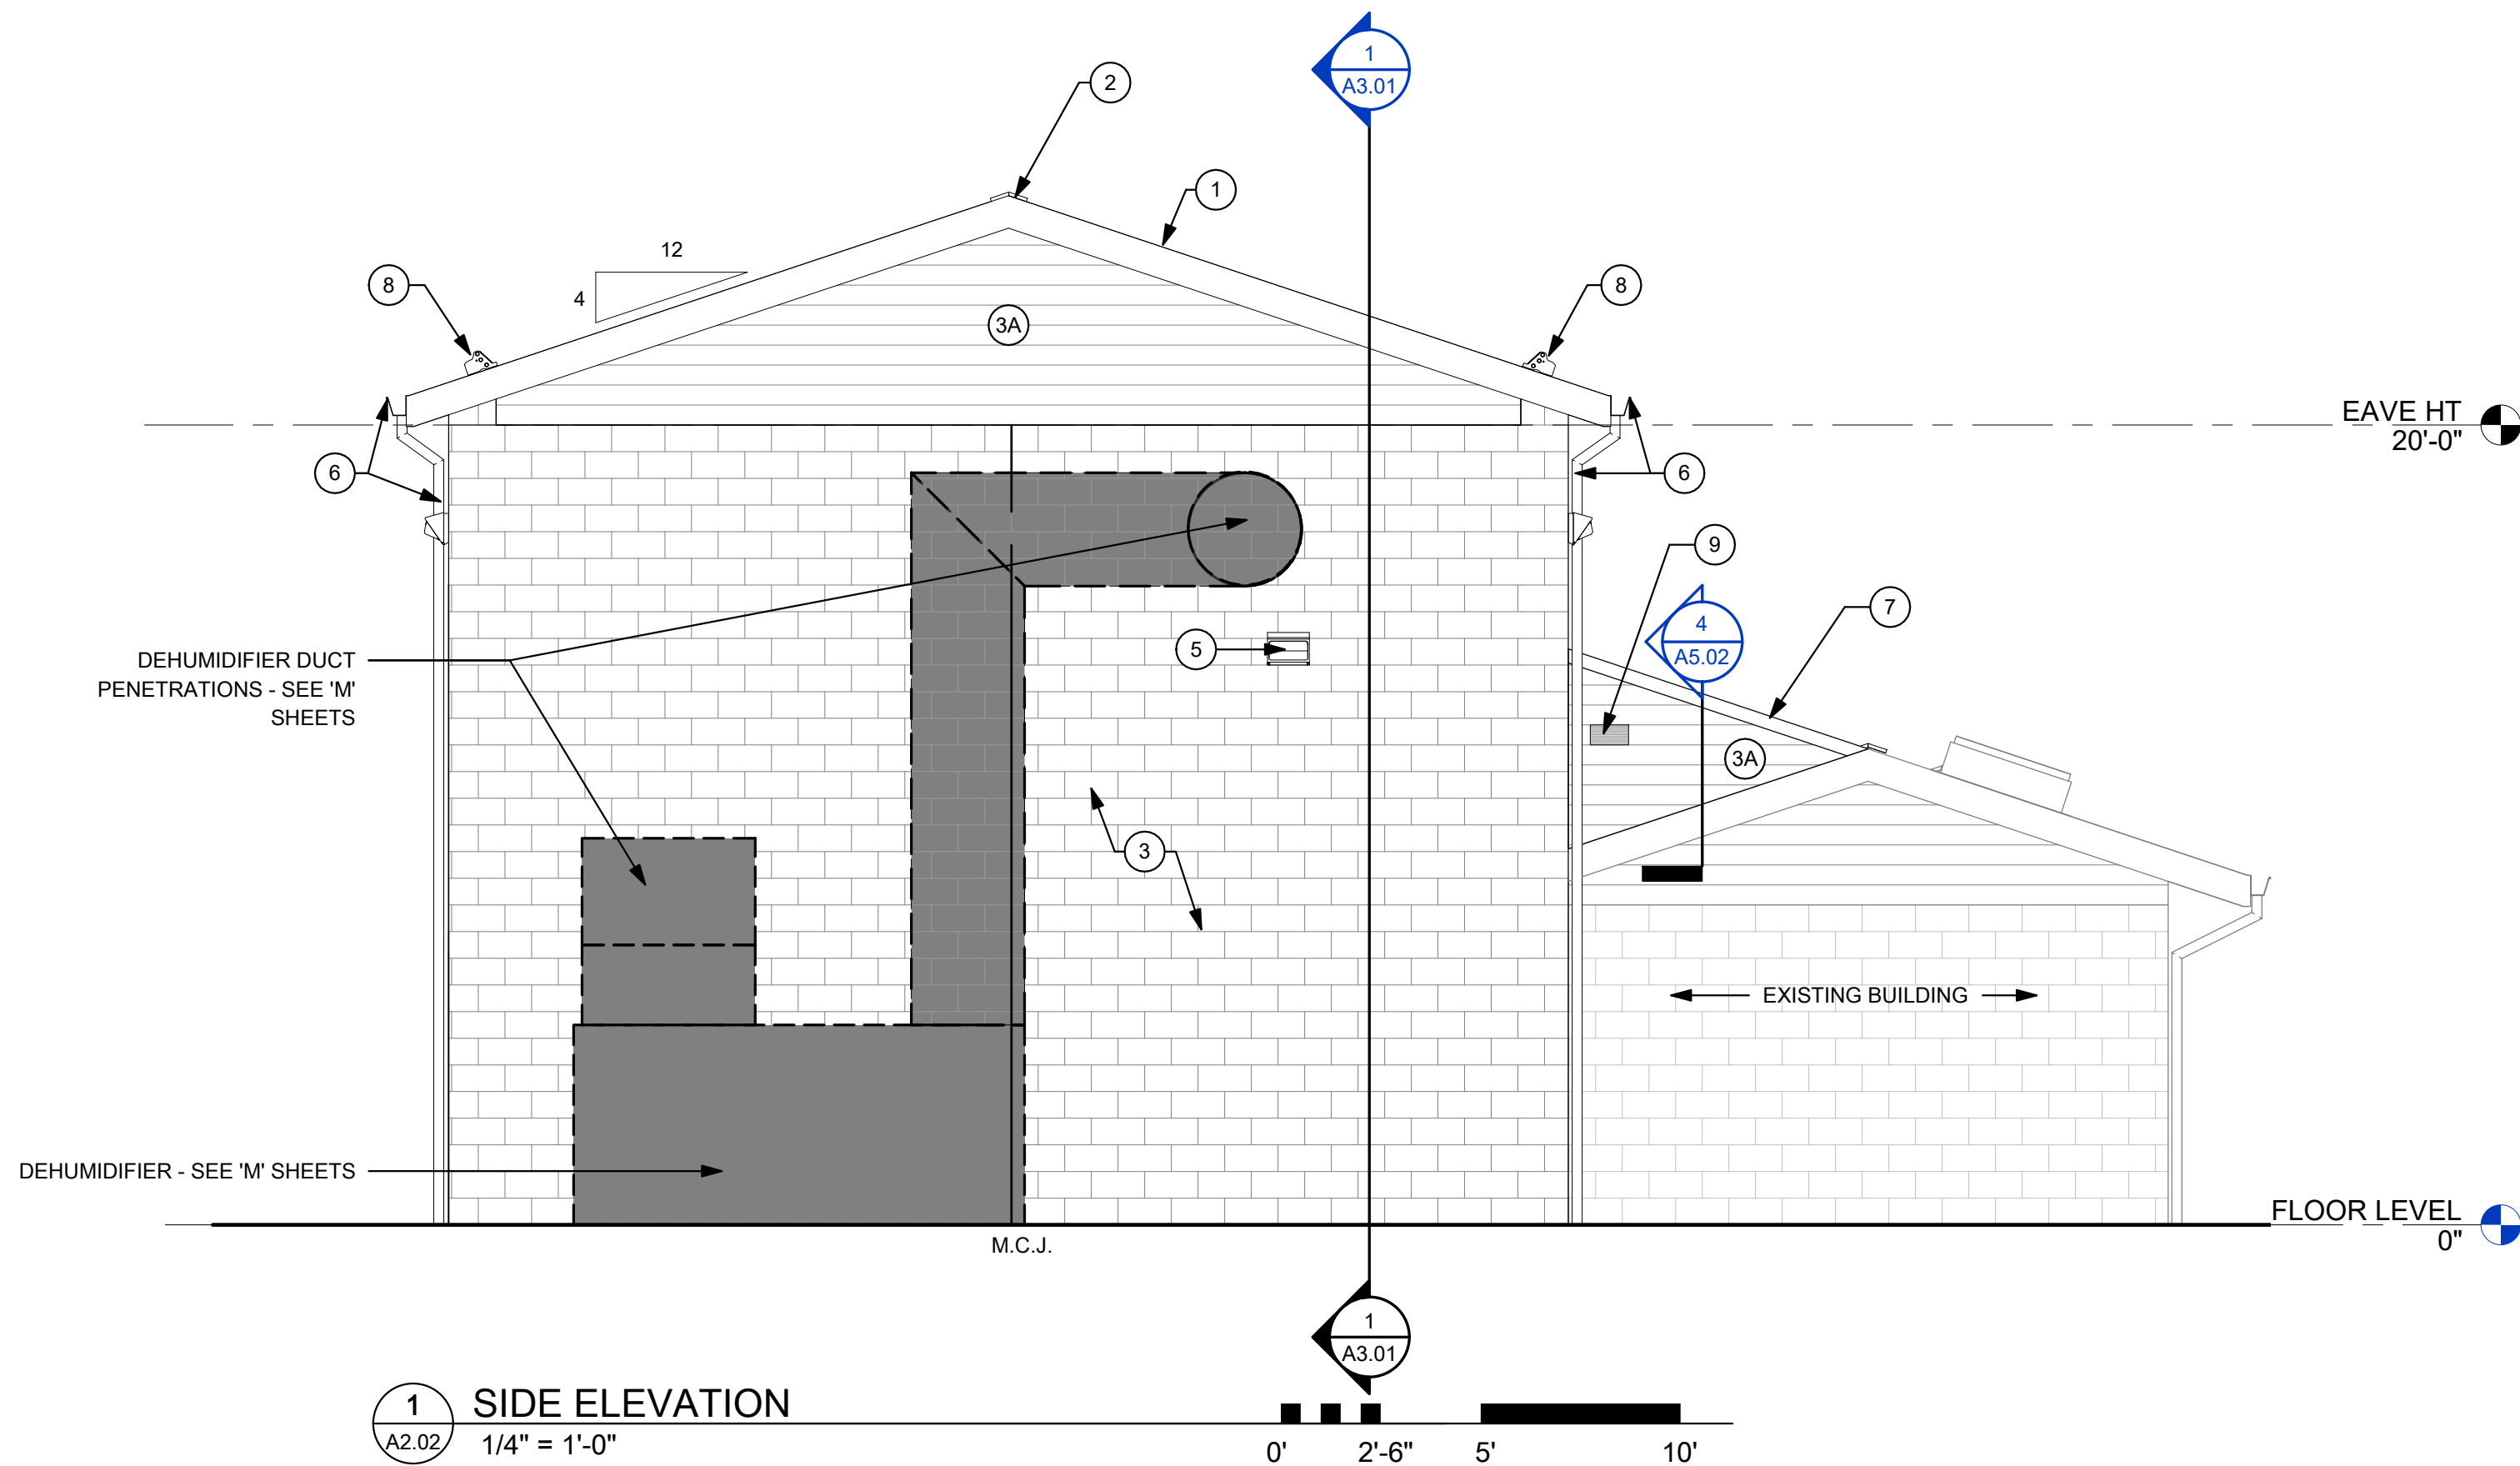 1
A3.01
2
1
12
4
8
8
3A
EAVE HT
20'-0"
6
6
9
7
4
A5.02
5
DEHUMIDIFIER DUCT
PENETRATIONS - SEE 'M'
SHEETS
3A
3
EXISTING BUILDING
DEHUMIDIFIER - SEE 'M' SHEETS
FLOOR LEVEL
0"
M.C.J.
1
A3.01
1
A2.02
SIDE ELEVATION
1/4" = 1'-0"
0' 2'-6" 5' 10'